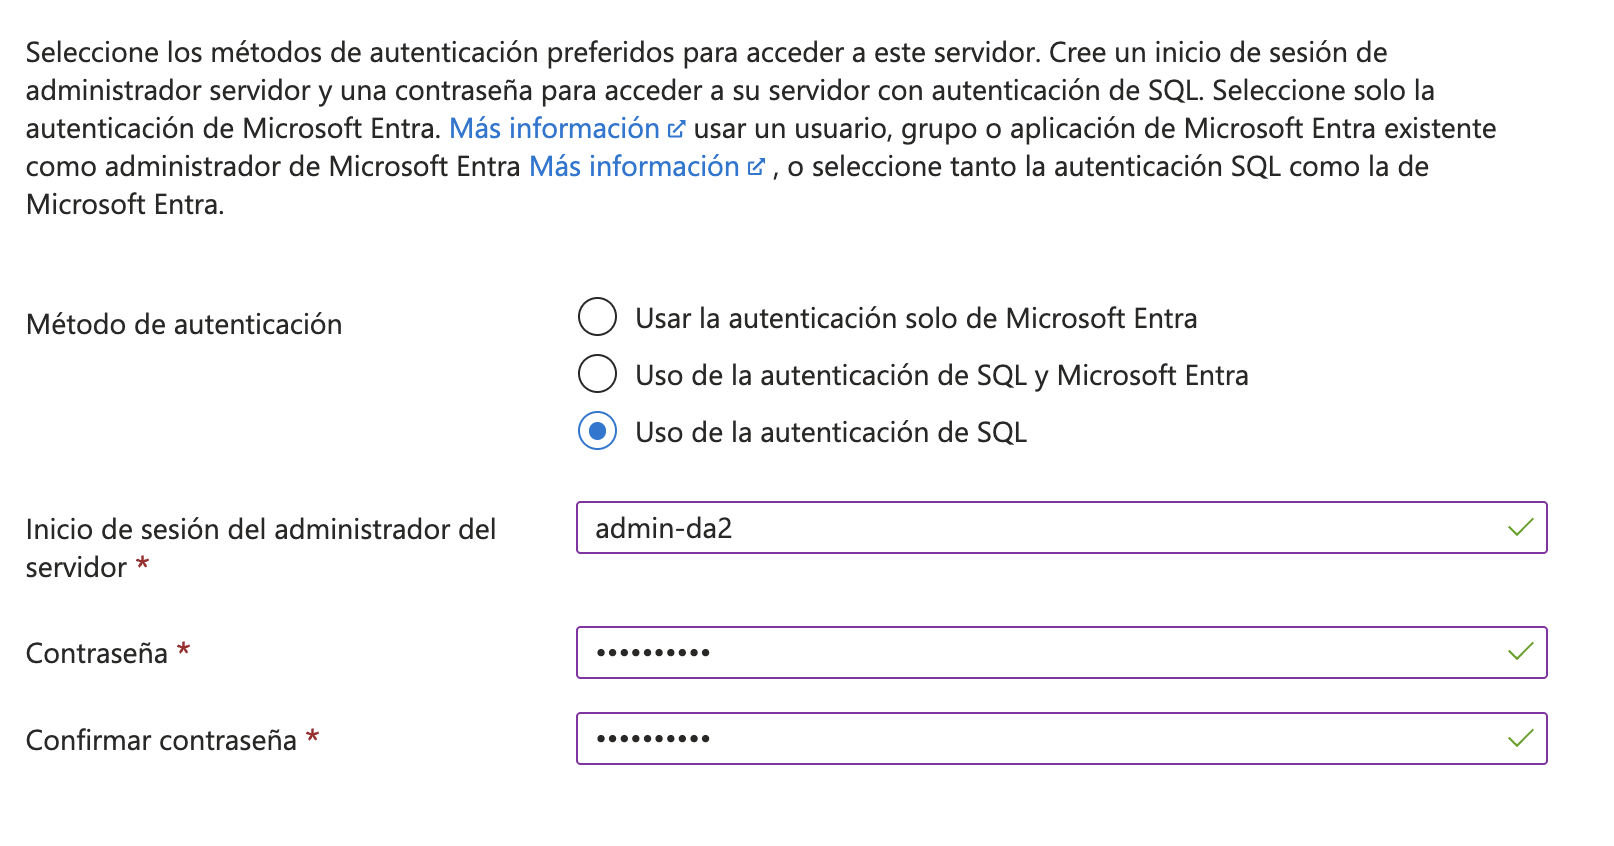 Seleccione los métodos de autenticación preferidos para acceder a este servidor. Cree un inicio de sesión de
administrador servidor y una contraseña para acceder a su servidor con autenticación de SQL. Seleccione solo la
autenticación de Microsoft Entra. Más información usar un usuario, grupo o aplicación de Microsoft Entra existente
como administrador de Microsoft Entra Más información , o seleccione tanto la autenticación SQL como la de
Microsoft Entra.
Método de autenticación
Usar la autenticación solo de Microsoft Entra
Uso de la autenticación de SQL y Microsoft Entra
Uso de la autenticación de SQL
Inicio de sesión del administrador del
servidor *
admin-da2
Contraseña *
••••••••••
Confirmar contraseña *
••••••••••